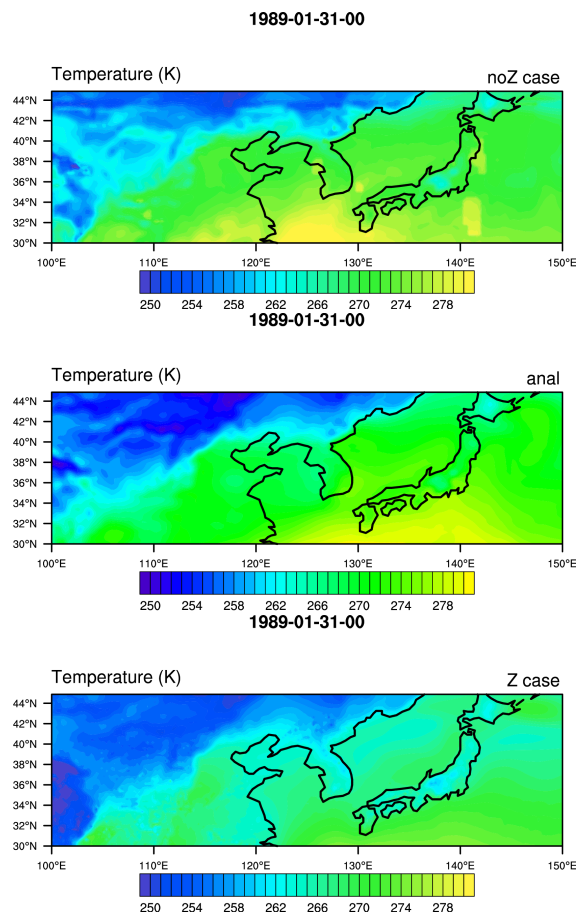 1989-01-31-00
Temperature (K) noZ case
44°N
42°N
40°N
38°N
36°N
34°N
32°N
30°N
100°E 110°E 120°E 130°E 140°E 150°E
250 254 258 262 266 270 274 278
1989-01-31-00
Temperature (K) anal
44°N
42°N
40°N
38°N
36°N
34°N
32°N
30°N
100°E 110°E 120°E 130°E 140°E 150°E
250 254 258 262 266 270 274 278
1989-01-31-00
Temperature (K) Z case
44°N
42°N
40°N
38°N
36°N
34°N
32°N
30°N
100°E 110°E 120°E 130°E 140°E 150°E
250 254 258 262 266 270 274 278